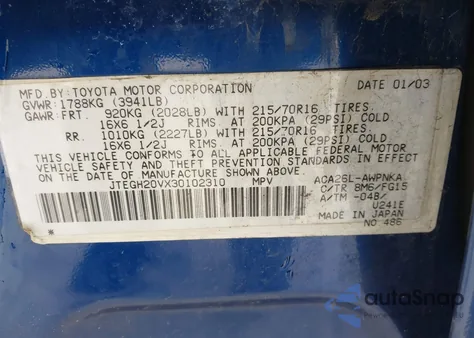 MFD.BY:TOYOTA MOTOR CORPORATION DATE 01/03
GVWR:1788KG (3941LB)
GAWR:FRT. 920KG (2028LB) WITH 215/70R16 TIRES.
16X6 1/2J RIMS, AT 200KPA (29PSI) COLD
RR. 1010KG (2227LB) WITH 215/70R16 TIRES.
16X6 1/2J RIMS, AT 200KPA (29PSI) COLD
THIS VEHICLE CONFORMS TO ALL APPLICABLE FEDERAL MOTOR
VEHICLE SAFETY AND THEFT PREVENTION STANDARDS IN
EFFECT ON THE DATE OF MANUFACTURE SHOWN ABOVE.
JTEGH20VX30102310 MPV ACA26L-AWPNKA
C/TR 8M6/FG15
A/TM -04B/
U241E
MADE IN JAPAN
NO 486
autoSnap